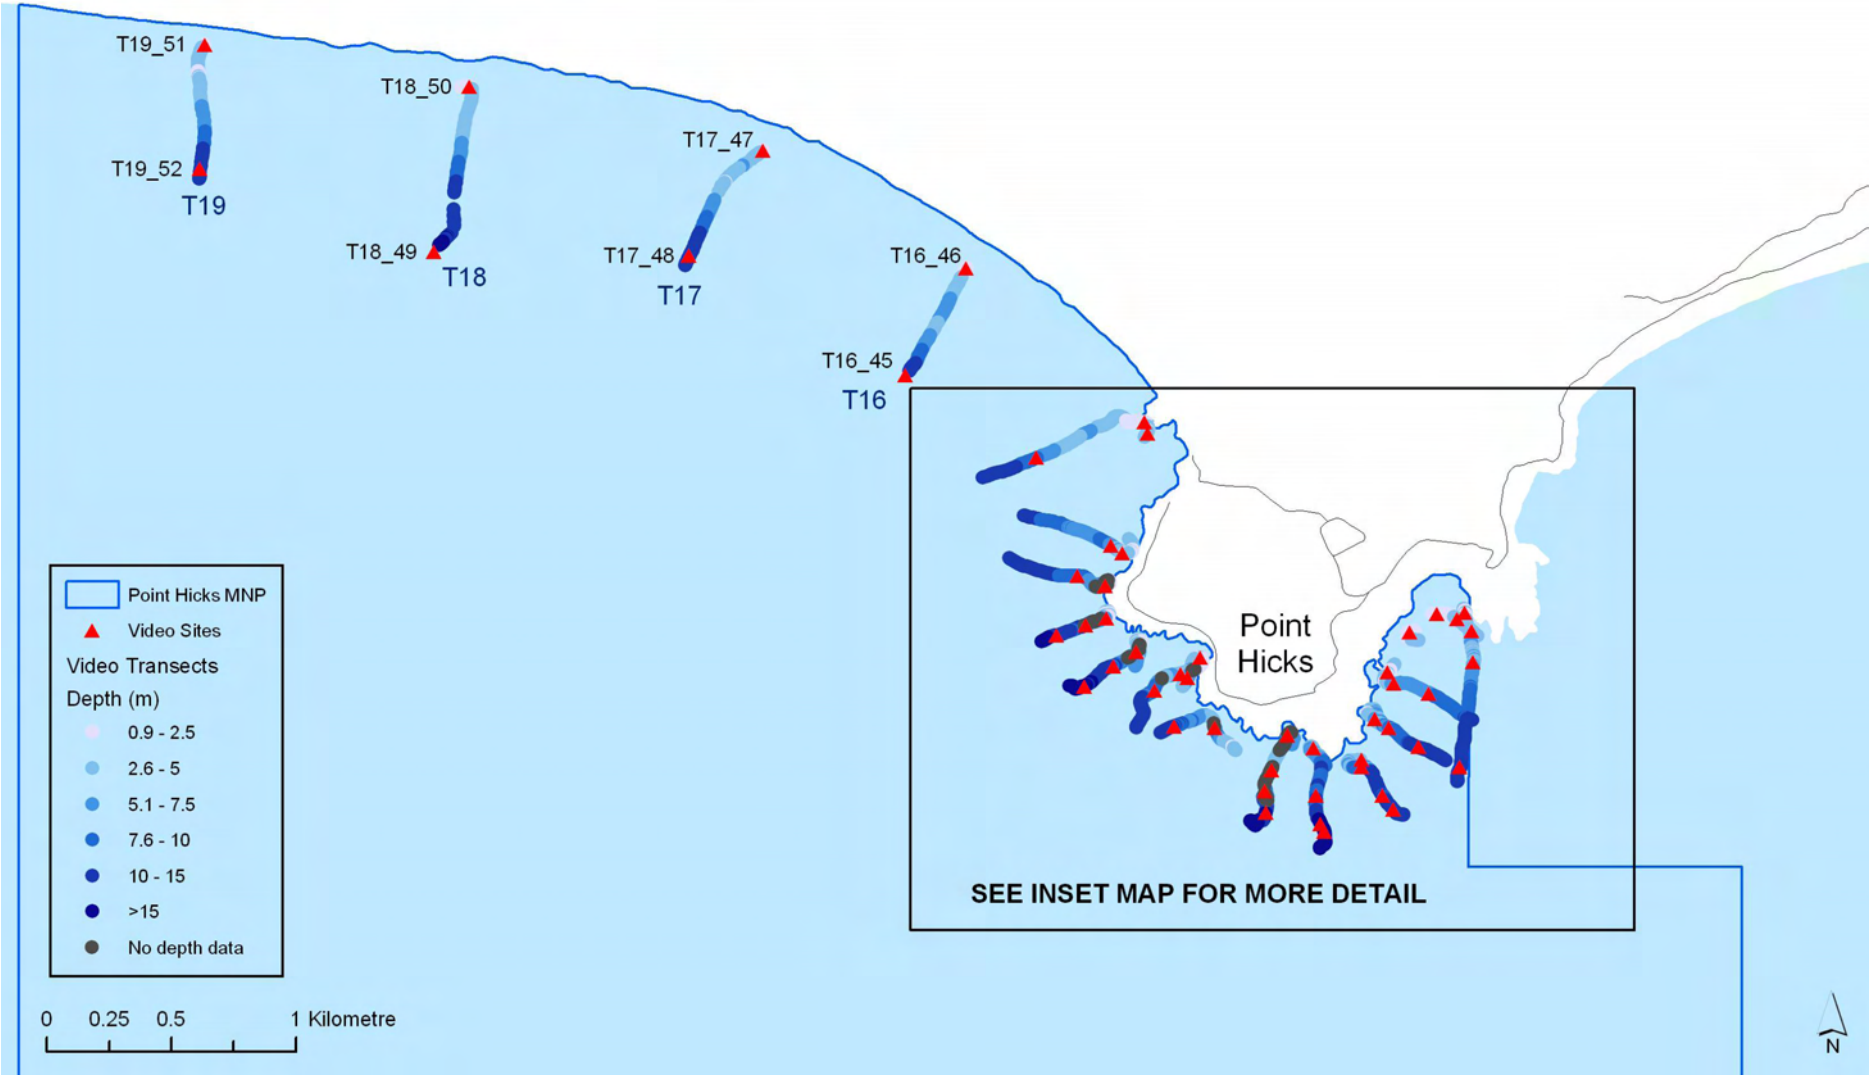 T19_51
T18_50
T17_47
T19_52
T19
T18_49
T18
T17_48
T17
T16_46
T16_45
T16
Point
Hicks
SEE INSET MAP FOR MORE DETAIL
Point Hicks MNP
Video Sites
Video Transects
Depth (m)
0.9 - 2.5
2.6 - 5
5.1 - 7.5
7.6 - 10
10 - 15
>15
No depth data
0 0.25 0.5 1 Kilometre
N